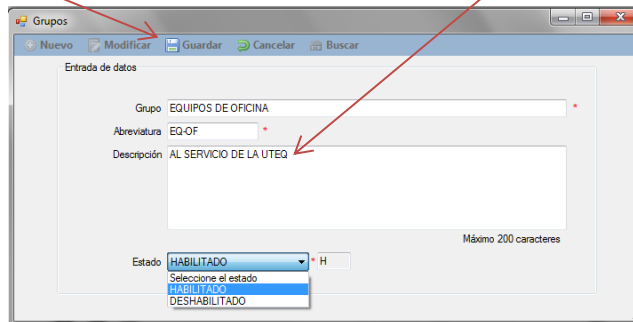 Grupos
Nuevo Modificar Guardar Cancelar Buscar
Entrada de datos
Grupo EQUIPOS DE OFICINA *
Abreviatura EQ-OF *
Descripción AL SERVICIO DE LA UTEQ
Máximo 200 caracteres
Estado HABILITADO * H
Seleccione el estado
HABILITADO
DESHABILITADO